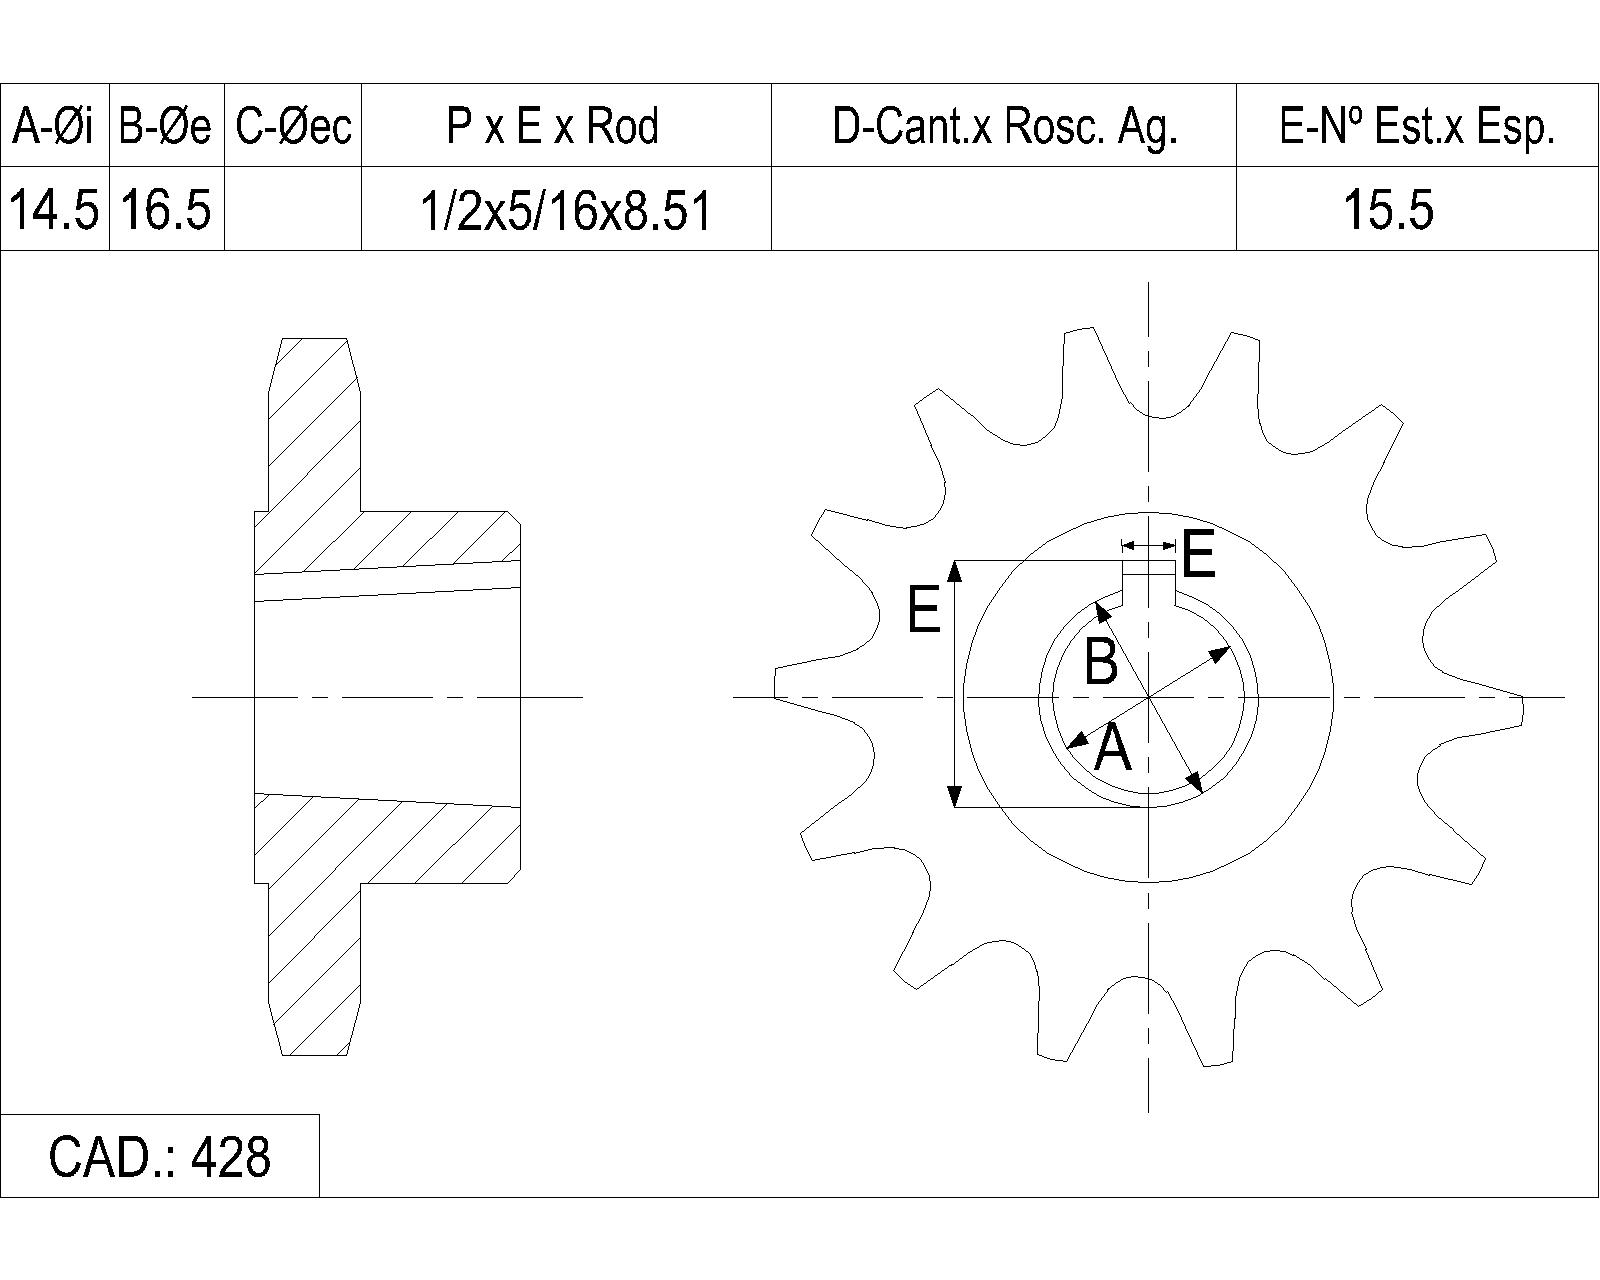 A-Øi B-Øe C-Øec P x E x Rod D-Cant.x Rosc. Ag. E-Nº Est.x Esp.
14.5 16.5 1/2x5/16x8.51 15.5
E
E
B
A
CAD.: 428